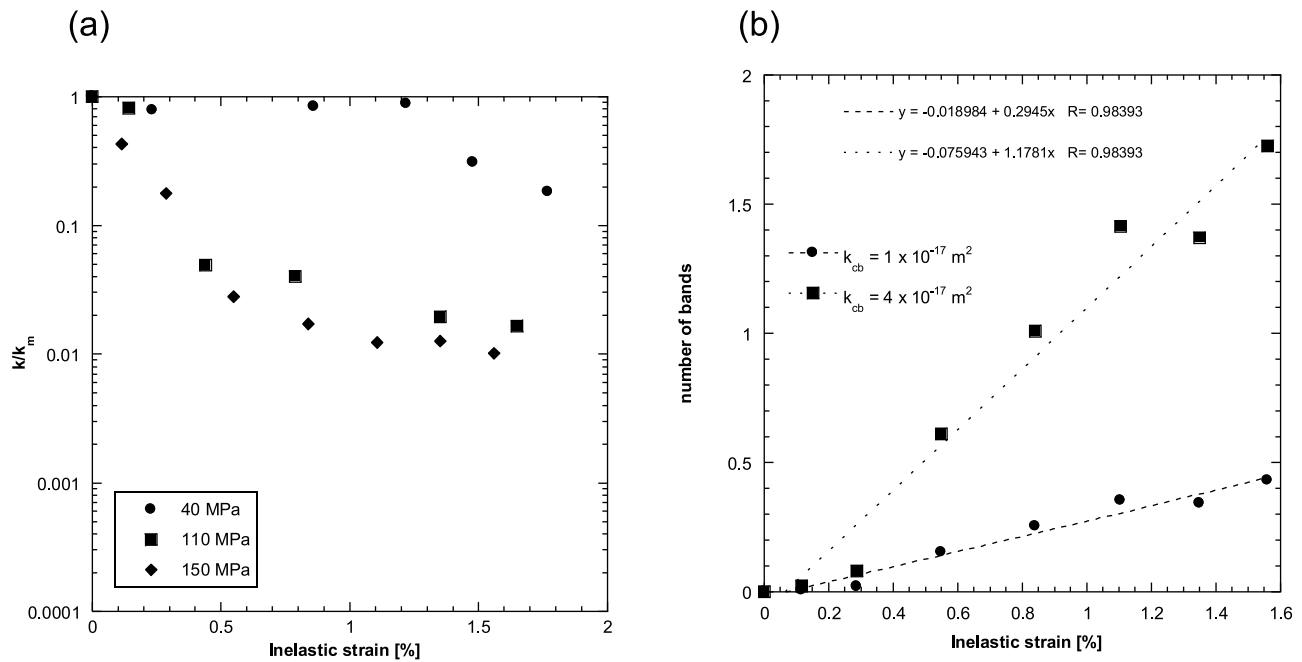 (a)
1
0.1
0.01
0.001
0.0001
k/k_m
40 MPa
110 MPa
150 MPa
0 0.5 1 1.5 2
Inelastic strain [%]
(b)
2
1.5
1
0.5
0
number of bands
y = -0.018984 + 0.2945x R= 0.98393
y = -0.075943 + 1.1781x R= 0.98393
k_cb = 1 x 10^-17 m^2
k_cb = 4 x 10^-17 m^2
0 0.2 0.4 0.6 0.8 1 1.2 1.4 1.6
Inelastic strain [%]